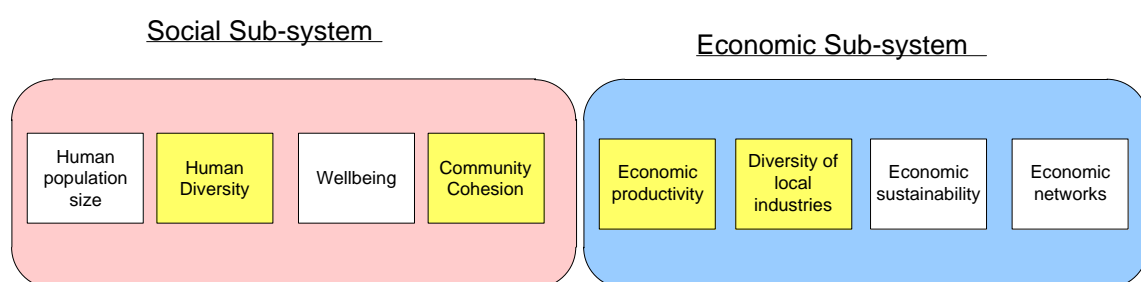 Social Sub-system
Economic Sub-system
Human
population
size
Human
Diversity
Wellbeing
Community
Cohesion
Economic
productivity
Diversity of
local
industries
Economic
sustainability
Economic
networks